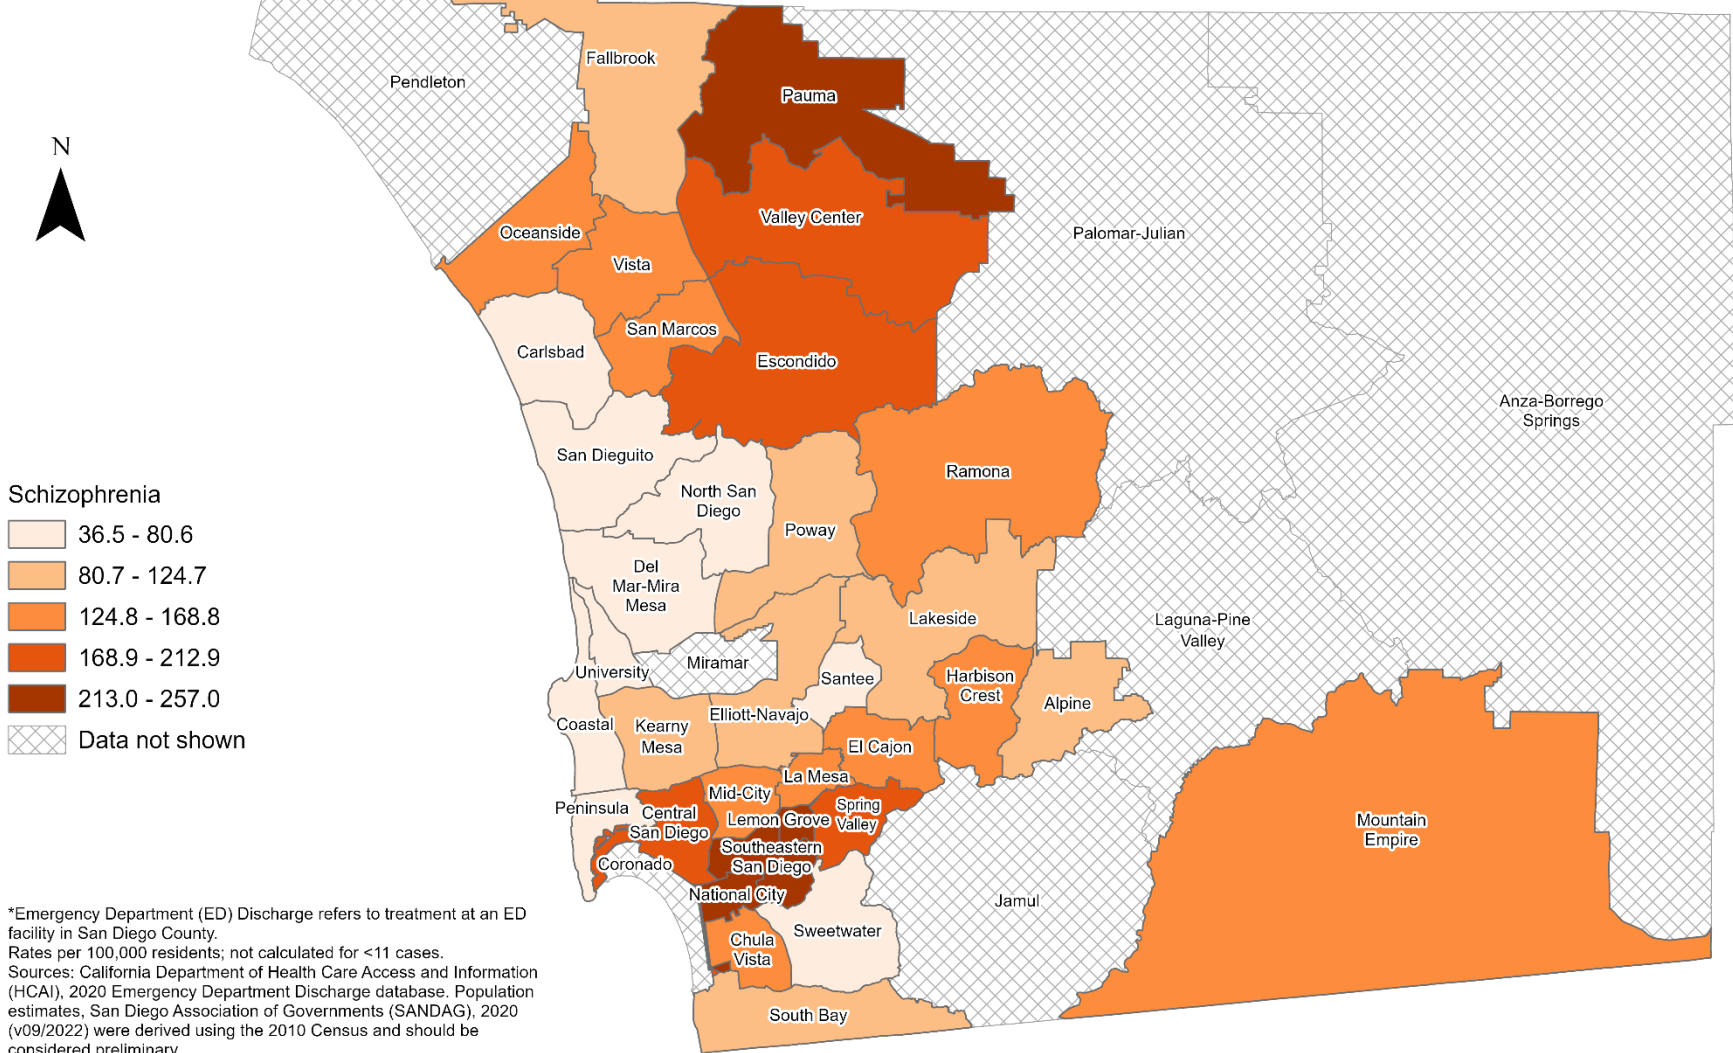 Fallbrook
Pendleton
Pauma
N
Valley Center
Oceanside
Palomar-Julian
Vista
San Marcos
Carlsbad
Escondido
Anza-Borrego
Springs
San Dieguito
Ramona
North San
Diego
Poway
Del
Mar-Mira
Mesa
Lakeside
Laguna-Pine
Valley
Miramar
University
Santee
Harbison
Crest
Alpine
Coastal
Kearny
Mesa
Elliott-Navajo
El Cajon
La Mesa
Mid-City
Peninsula
Central
San Diego
Spring
Valley
Lemon Grove
Mountain
Empire
Southeastern
San Diego
Coronado
National City
Jamul
Sweetwater
Chula
Vista
South Bay
Schizophrenia
36.5 - 80.6
80.7 - 124.7
124.8 - 168.8
168.9 - 212.9
213.0 - 257.0
Data not shown
*Emergency Department (ED) Discharge refers to treatment at an ED
facility in San Diego County.
Rates per 100,000 residents; not calculated for <11 cases.
Sources: California Department of Health Care Access and Information
(HCAI), 2020 Emergency Department Discharge database. Population
estimates, San Diego Association of Governments (SANDAG), 2020
(v09/2022) were derived using the 2010 Census and should be
considered preliminary.